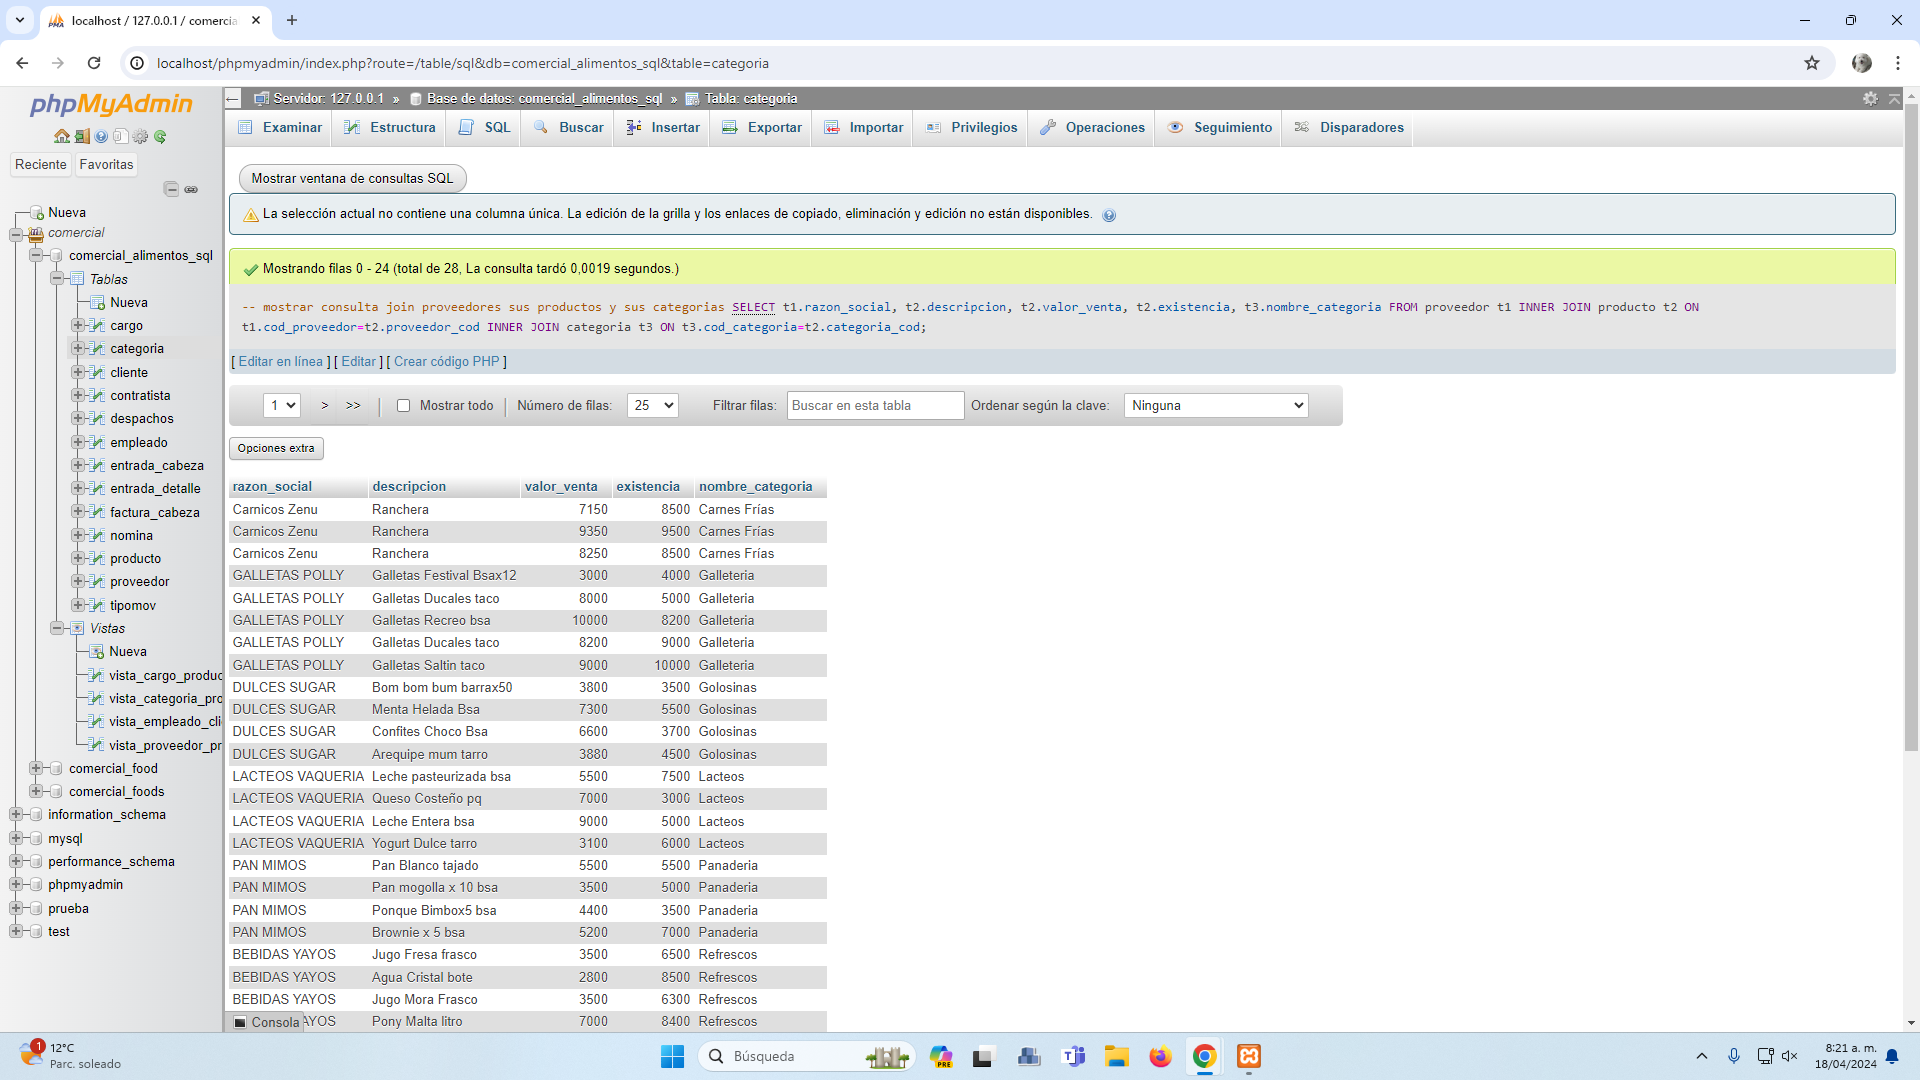 localhost / 127.0.0.1 / comercia
localhost/phpmyadmin/index.php?route=/table/sql&db=comercial_alimentos_sql&table=categoria
phpMyAdmin
Reciente Favoritas
Nueva
comercial
comercial_alimentos_sql
Tablas
Nueva
cargo
categoria
cliente
contratista
despachos
empleado
entrada_cabeza
entrada_detalle
factura_cabeza
nomina
producto
proveedor
tipomov
Vistas
Nueva
vista_cargo_produc
vista_categoria_pro
vista_empleado_cli
vista_proveedor_pr
comercial_food
comercial_foods
information_schema
mysql
performance_schema
phpmyadmin
prueba
test
Servidor: 127.0.0.1 » Base de datos: comercial_alimentos_sql » Tabla: categoria
Examinar Estructura SQL Buscar Insertar Exportar Importar Privilegios Operaciones Seguimiento Disparadores
Mostrar ventana de consultas SQL
La selección actual no contiene una columna única. La edición de la grilla y los enlaces de copiado, eliminación y edición no están disponibles.
Mostrando filas 0 - 24 (total de 28, La consulta tardó 0,0019 segundos.)
-- mostrar consulta join proveedores sus productos y sus categorias SELECT t1.razon_social, t2.descripcion, t2.valor_venta, t2.existencia, t3.nombre_categoria FROM proveedor t1 INNER JOIN producto t2 ON
t1.cod_proveedor=t2.proveedor_cod INNER JOIN categoria t3 ON t3.cod_categoria=t2.categoria_cod;
[ Editar en línea ] [ Editar ] [ Crear código PHP ]
1 > >> | Mostrar todo | Número de filas: 25 Filtrar filas: Buscar en esta tabla Ordenar según la clave: Ninguna
Opciones extra
razon_social descripcion valor_venta existencia nombre_categoria
Carnicos Zenu Ranchera 7150 8500 Carnes Frías
Carnicos Zenu Ranchera 9350 9500 Carnes Frías
Carnicos Zenu Ranchera 8250 8500 Carnes Frías
GALLETAS POLLY Galletas Festival Bsax12 3000 4000 Galleteria
GALLETAS POLLY Galletas Ducales taco 8000 5000 Galleteria
GALLETAS POLLY Galletas Recreo bsa 10000 8200 Galleteria
GALLETAS POLLY Galletas Ducales taco 8200 9000 Galleteria
GALLETAS POLLY Galletas Saltin taco 9000 10000 Galleteria
DULCES SUGAR Bom bom bum barrax50 3800 3500 Golosinas
DULCES SUGAR Menta Helada Bsa 7300 5500 Golosinas
DULCES SUGAR Confites Choco Bsa 6600 3700 Golosinas
DULCES SUGAR Arequipe mum tarro 3880 4500 Golosinas
LACTEOS VAQUERIA Leche pasteurizada bsa 5500 7500 Lacteos
LACTEOS VAQUERIA Queso Costeño pq 7000 3000 Lacteos
LACTEOS VAQUERIA Leche Entera bsa 9000 5000 Lacteos
LACTEOS VAQUERIA Yogurt Dulce tarro 3100 6000 Lacteos
PAN MIMOS Pan Blanco tajado 5500 5500 Panaderia
PAN MIMOS Pan mogolla x 10 bsa 3500 5000 Panaderia
PAN MIMOS Ponque Bimbox5 bsa 4400 3500 Panaderia
PAN MIMOS Brownie x 5 bsa 5200 7000 Panaderia
BEBIDAS YAYOS Jugo Fresa frasco 3500 6500 Refrescos
BEBIDAS YAYOS Agua Cristal bote 2800 8500 Refrescos
BEBIDAS YAYOS Jugo Mora Frasco 3500 6300 Refrescos
Consola AYOS Pony Malta litro 7000 8400 Refrescos
1 12°C
Parc. soleado
Búsqueda
PRE
8:21 a. m.
18/04/2024